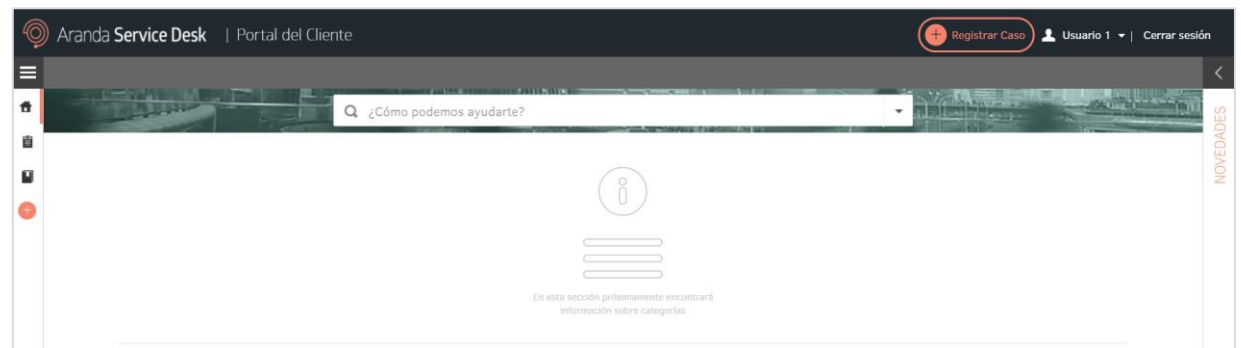 Aranda Service Desk | Portal del Cliente
Registrar Caso
Usuario 1 | Cerrar sesión
¿Cómo podemos ayudarte?
NOVEDADES
En esta sección próximamente encontrará
información sobre categorías